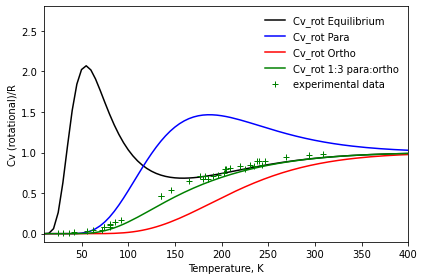 2.5
2.0
1.5
1.0
0.5
0.0
Cv (rotational)/R
Cv_rot Equilibrium
Cv_rot Para
Cv_rot Ortho
Cv_rot 1:3 para:ortho
experimental data
50 100 150 200 250 300 350 400
Temperature, K